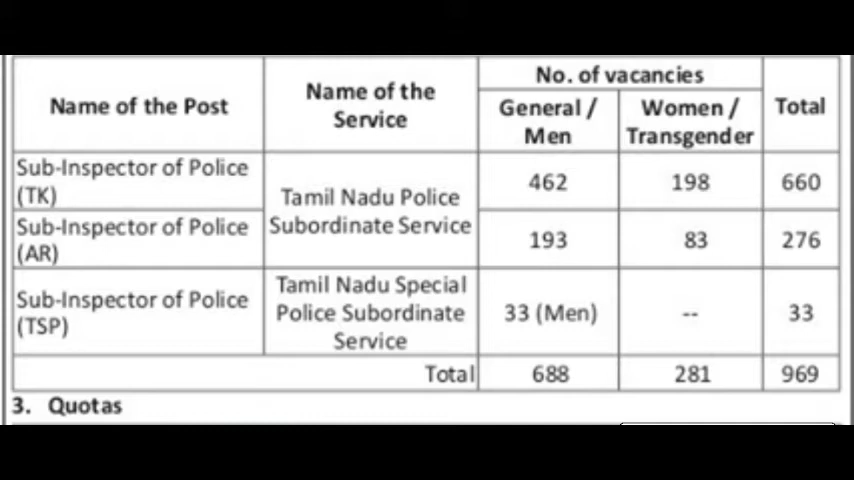 Name of the Post
Name of the
Service
No. of vacancies
General /
Men
Women /
Transgender
Total
Sub-Inspector of Police
(TK)
Tamil Nadu Police
Subordinate Service
462
198
660
Sub-Inspector of Police
(AR)
193
83
276
Sub-Inspector of Police
(TSP)
Tamil Nadu Special
Police Subordinate
Service
33 (Men)
--
33
Total
688
281
969
3. Quotas